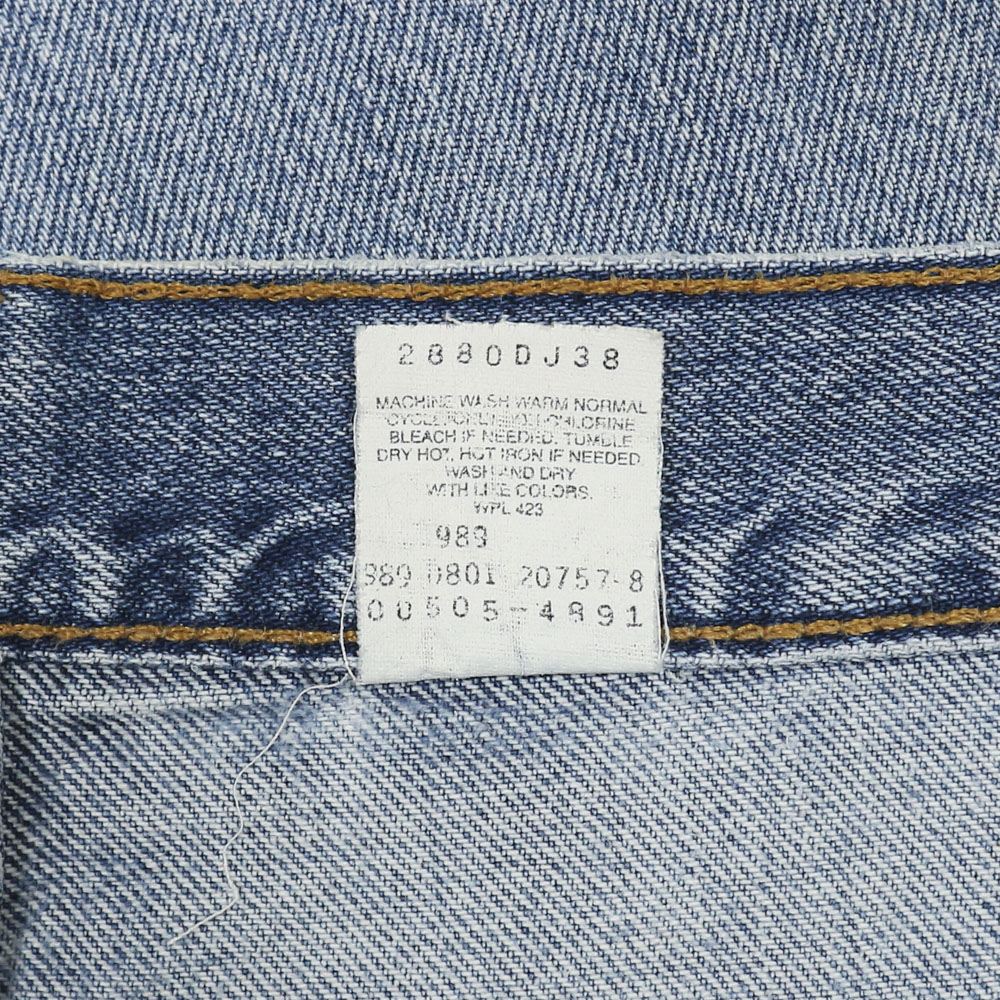 2880DJ38
MACHINE WASH WARM NORMAL
CHLORINE
BLEACH IF NEEDED. TUMBLE
DRY HOT, HOT IRON IF NEEDED
WASH AND DRY
WITH LIKE COLORS.
WPL 423
989
989 0801 20757-8
00505-4891